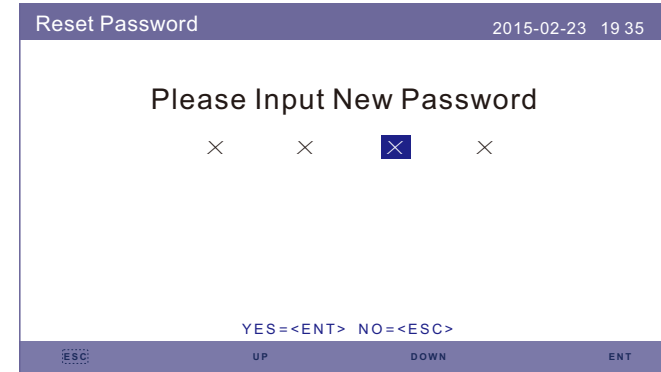 Reset Password 2015-02-23 19 35
Please Input New Password
X X X X
YES=<ENT> NO=<ESC>
ESC UP DOWN ENT